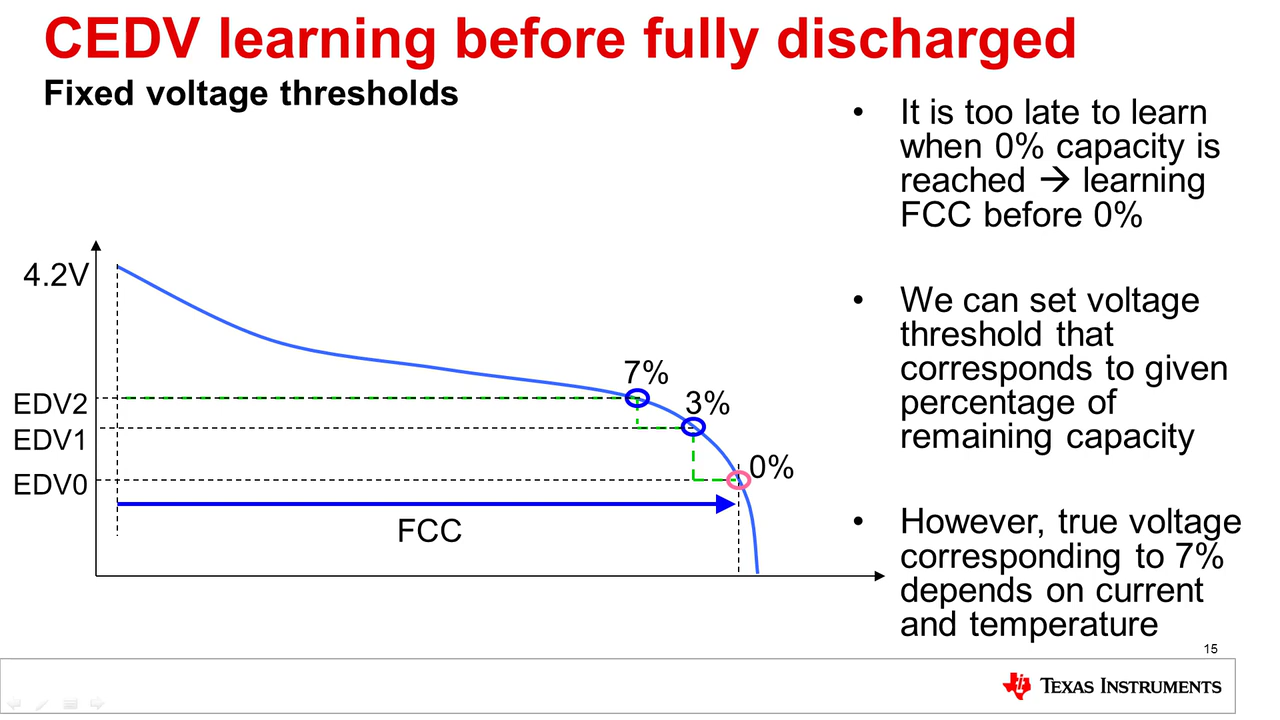 CEDV learning before fully discharged
Fixed voltage thresholds
• It is too late to learn
when 0% capacity is
reached → learning
FCC before 0%
• We can set voltage
threshold that
corresponds to given
percentage of
remaining capacity
• However, true voltage
corresponding to 7%
depends on current
and temperature
4.2V
7%
3%
EDV2
EDV1
0%
EDV0
FCC
15
TEXAS INSTRUMENTS